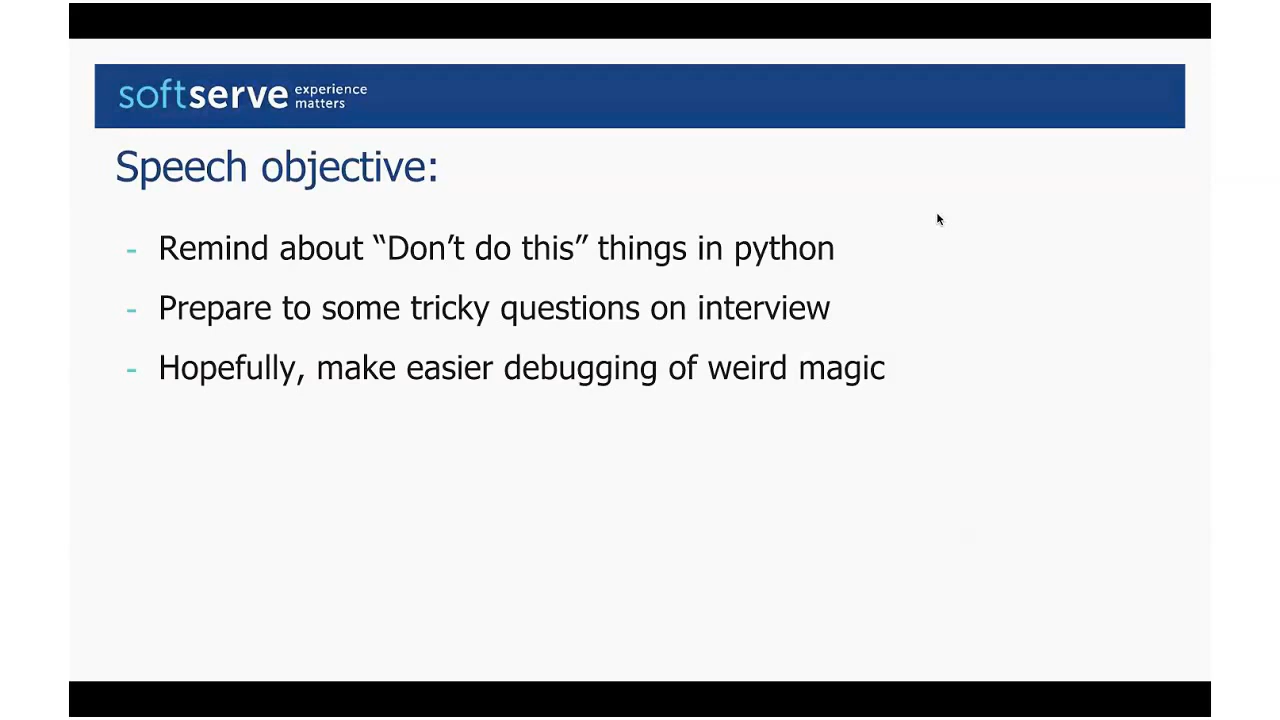 softserve experience matters
Speech objective:
- Remind about “Don’t do this” things in python
- Prepare to some tricky questions on interview
- Hopefully, make easier debugging of weird magic